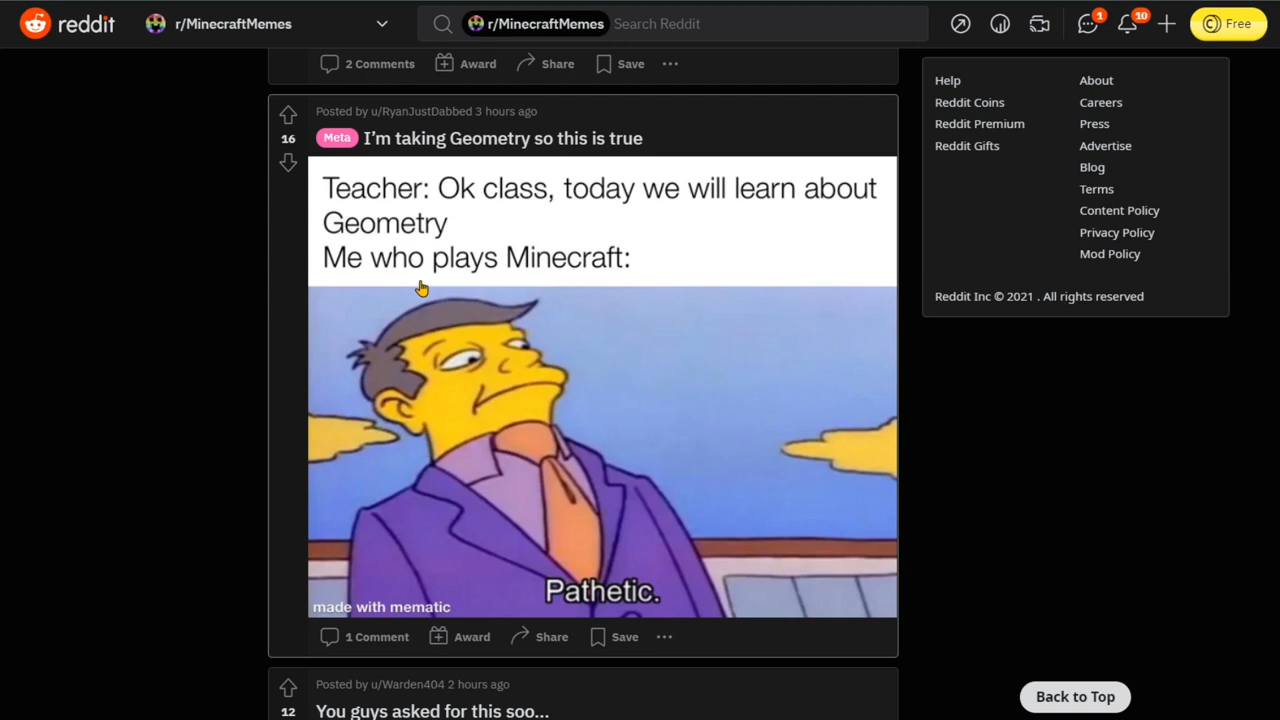 reddit r/MinecraftMemes r/MinecraftMemes Search Reddit 1 10 Free
2 Comments Award Share Save
Posted by u/RyanJustDabbed 3 hours ago
16
Meta I'm taking Geometry so this is true
Teacher: Ok class, today we will learn about
Geometry
Me who plays Minecraft:
Pathetic.
made with mematic
1 Comment Award Share Save
Posted by u/Warden404 2 hours ago
12
You guys asked for this soo...
Help About
Reddit Coins Careers
Reddit Premium Press
Reddit Gifts Advertise
Blog
Terms
Content Policy
Privacy Policy
Mod Policy
Reddit Inc © 2021 . All rights reserved
Back to Top